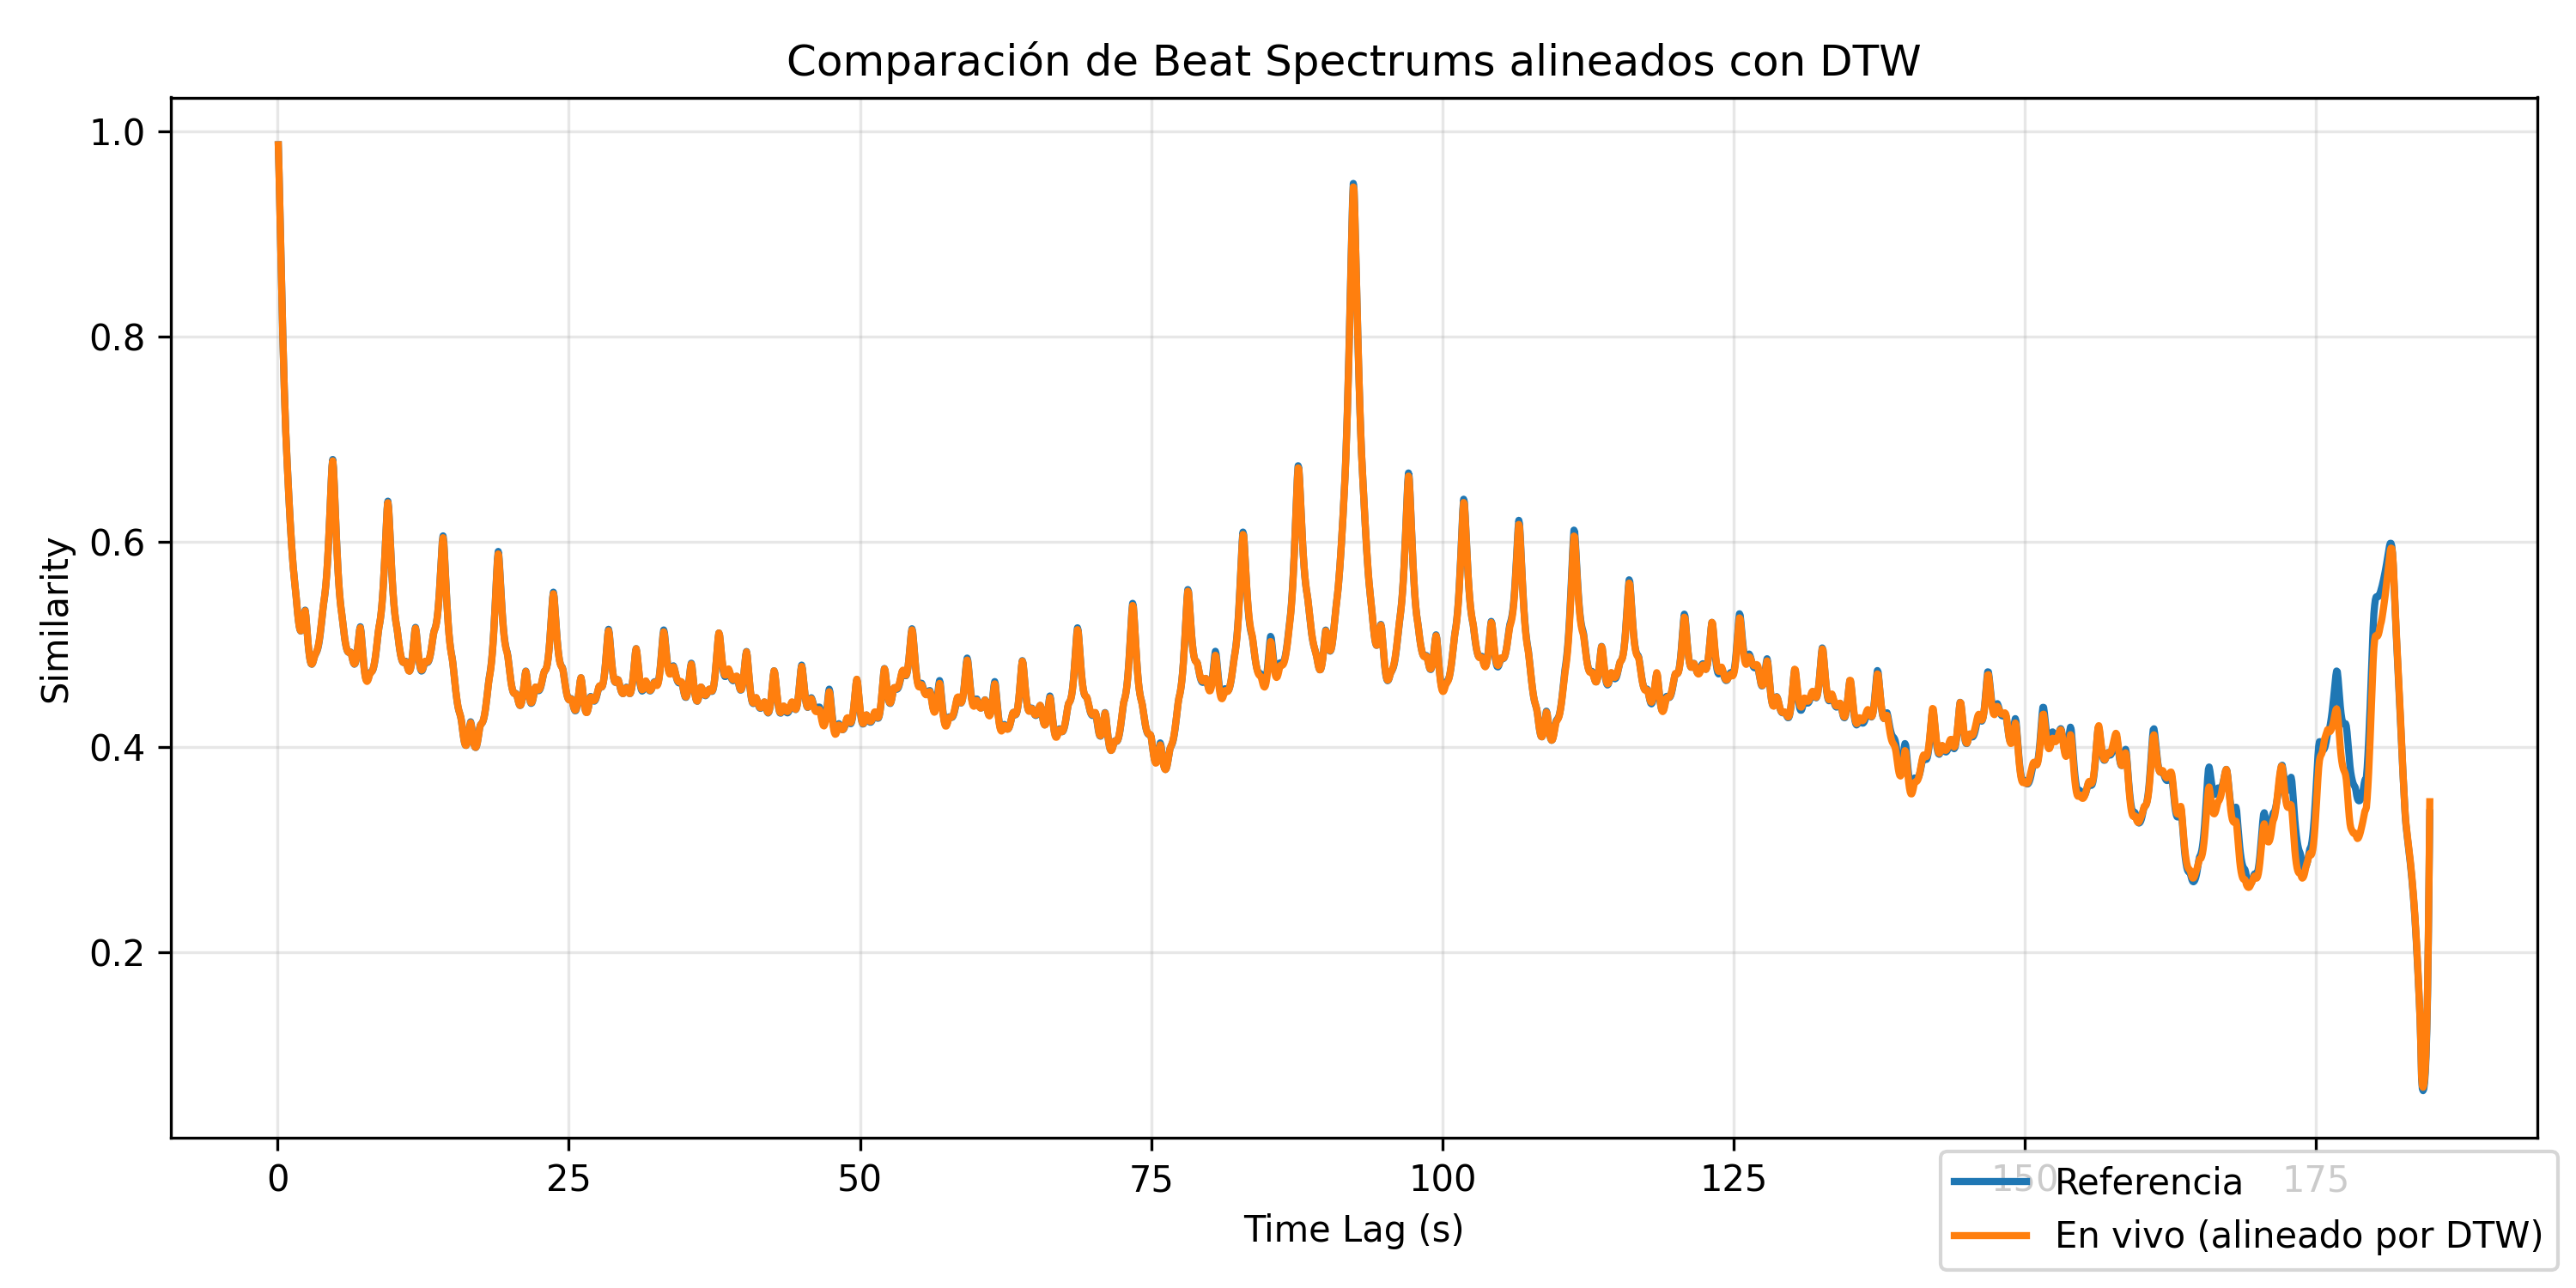 Comparación de Beat Spectrums alineados con DTW
Similarity
1.0
0.8
0.6
0.4
0.2
0 25 50 75 100 125 150 175
Time Lag (s)
Referencia
En vivo (alineado por DTW)